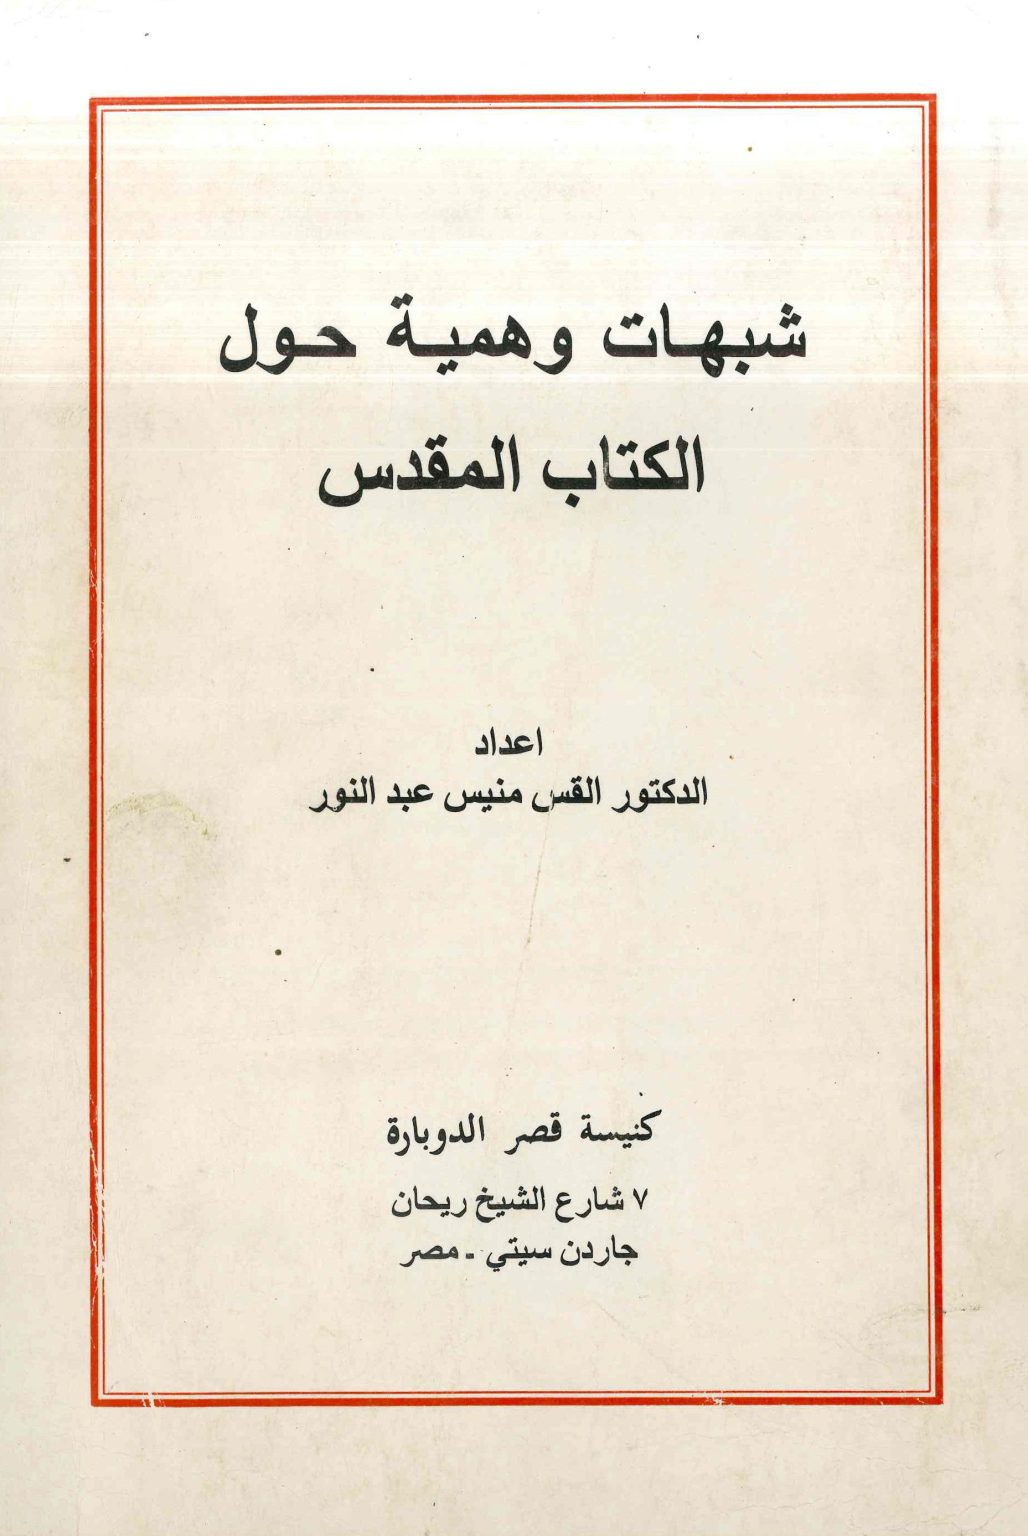 شبهات وهمية حول
الكتاب المقدس
اعداد
الدكتور القس منيس عبد النور
كنيسة قصر الدوبارة
٧ شارع الشيخ ريحان
جاردن سيتي - مصر